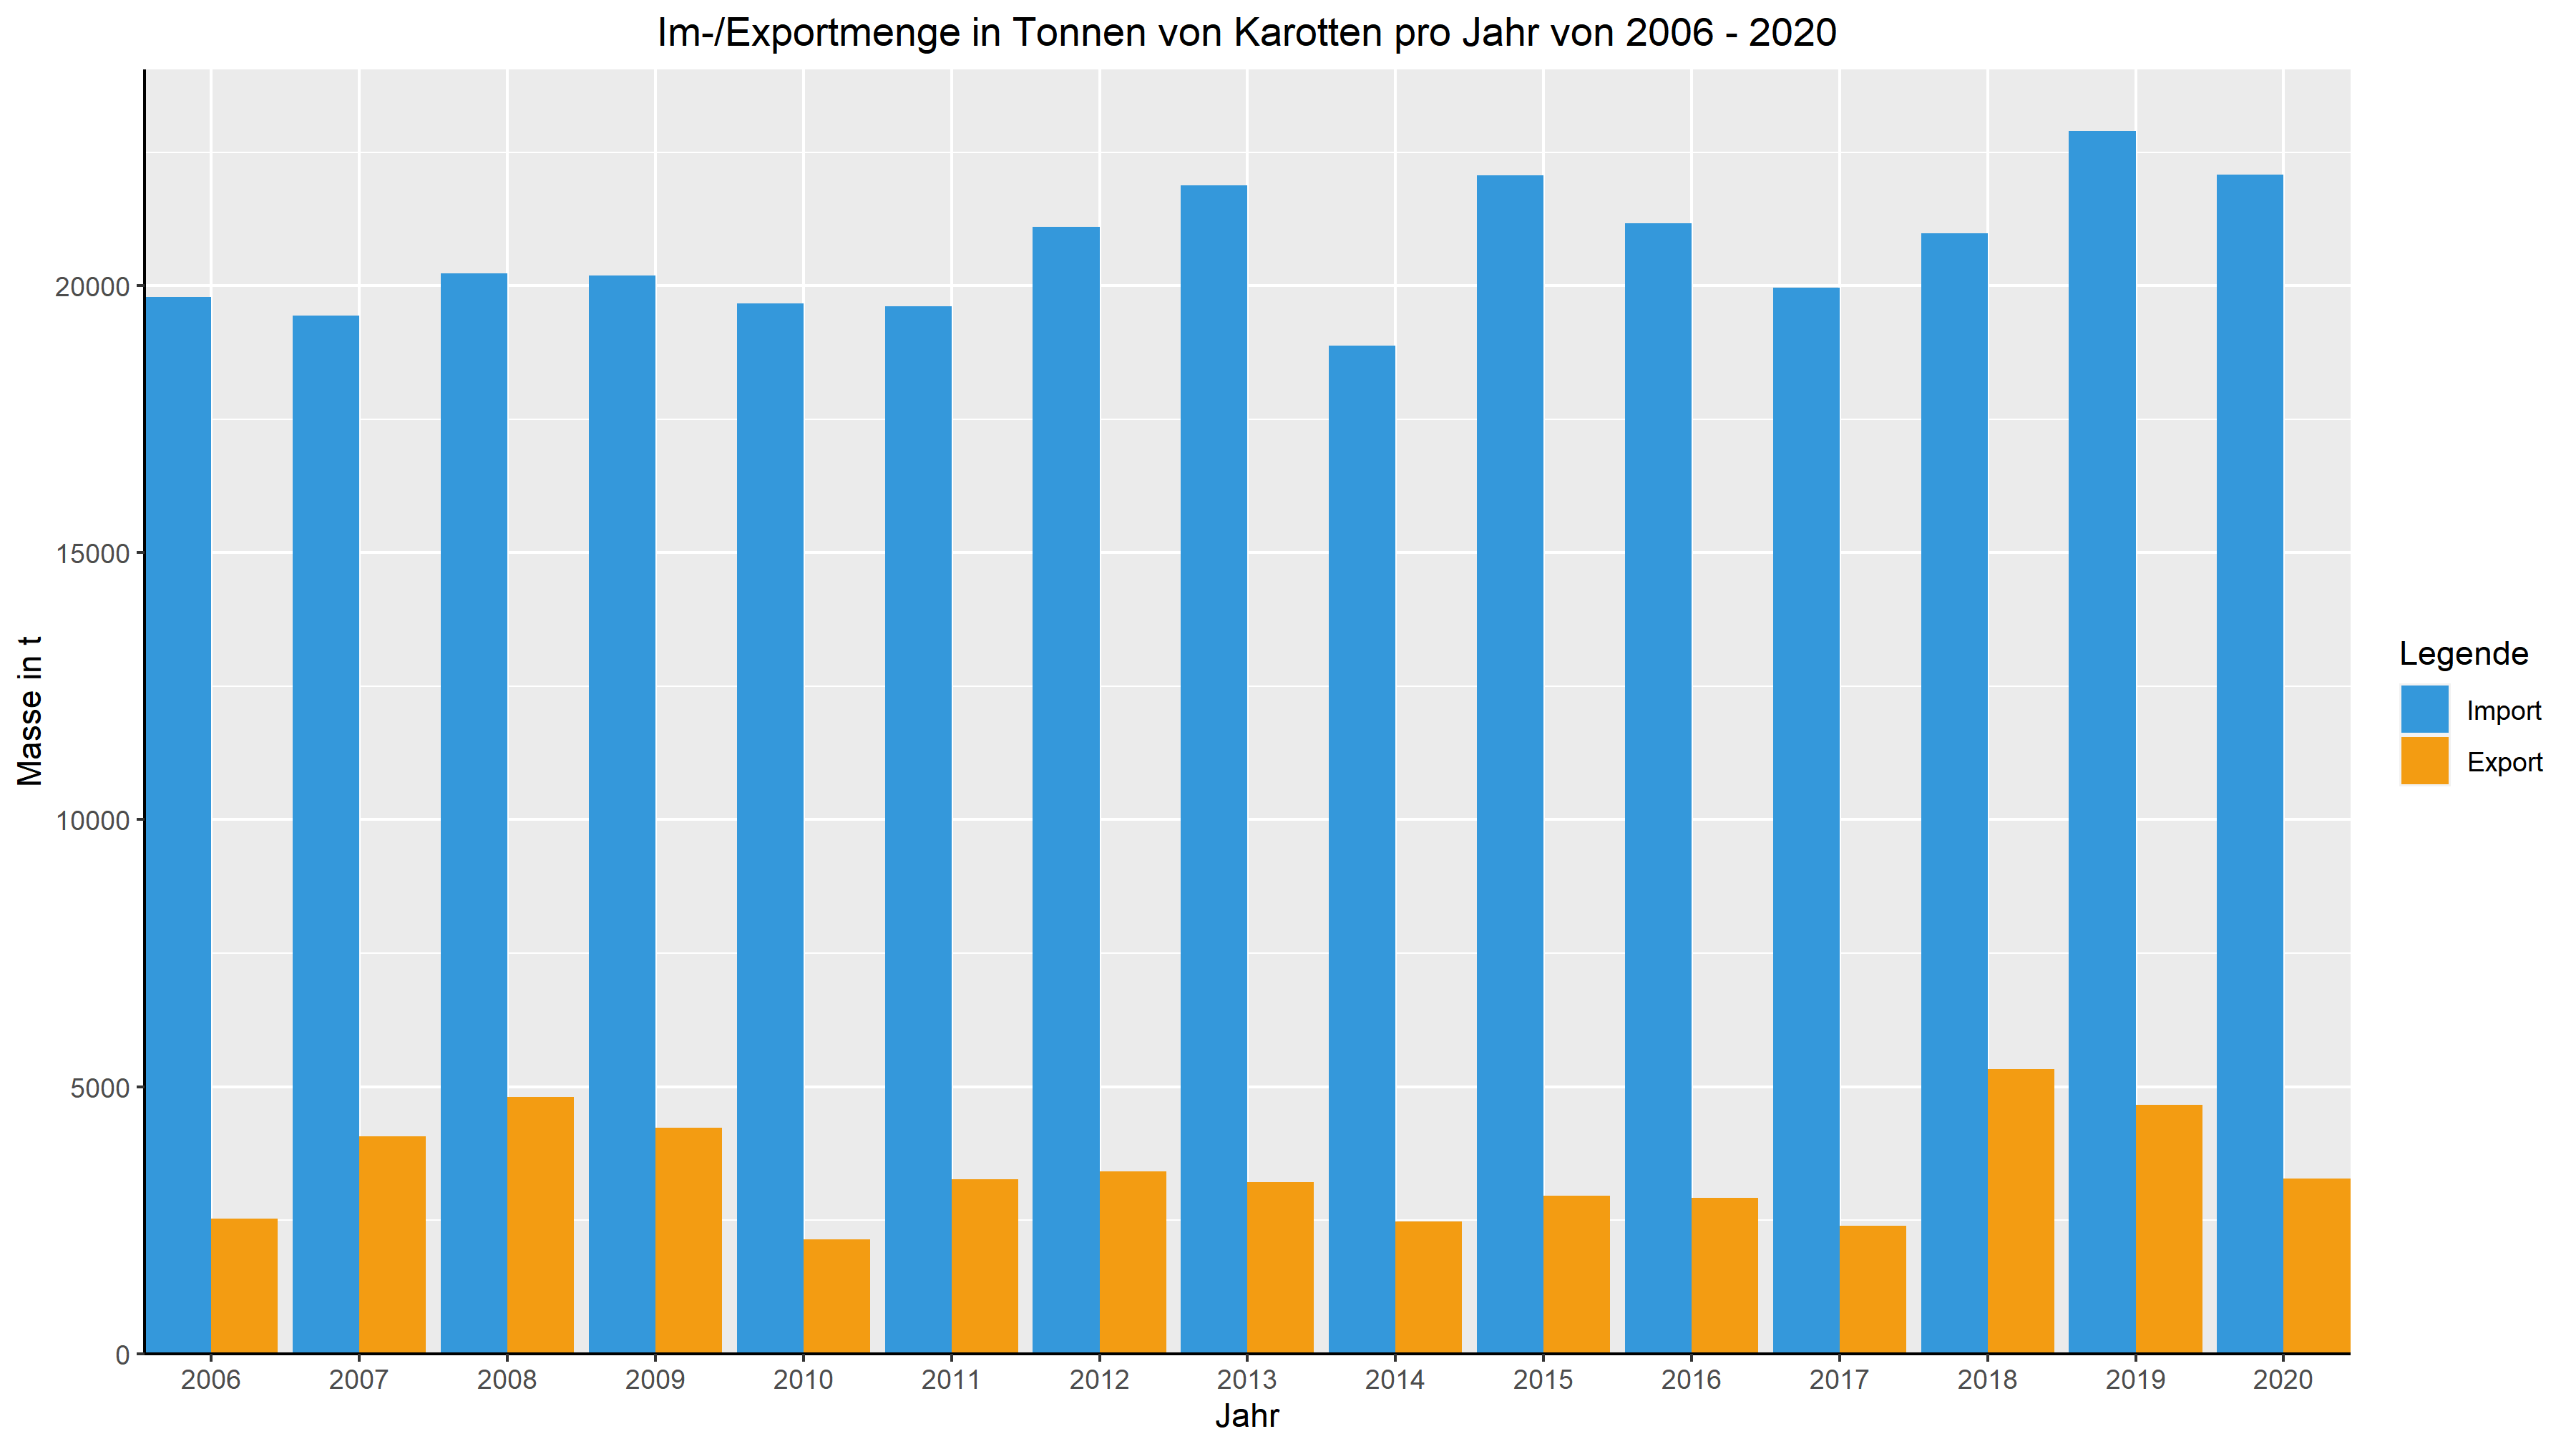 Im-/Exportmenge in Tonnen von Karotten pro Jahr von 2006 - 2020
Masse in t
20000
15000
10000
5000
0
2006 2007 2008 2009 2010 2011 2012 2013 2014 2015 2016 2017 2018 2019 2020
Jahr
Legende
Import
Export